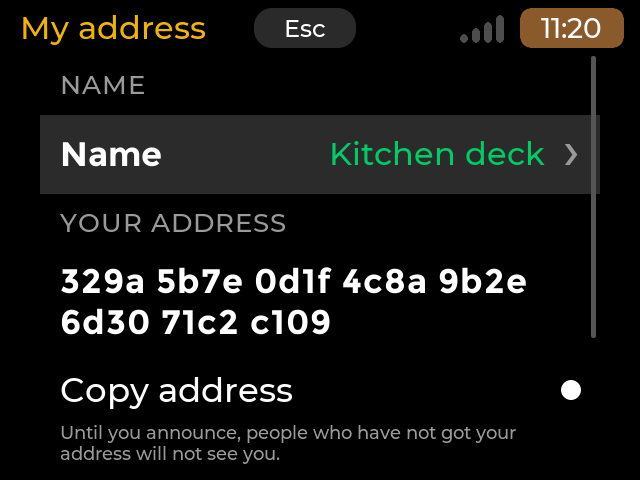 My address
Esc
11:20
NAME
Name
Kitchen deck
YOUR ADDRESS
329a 5b7e 0d1f 4c8a 9b2e
6d30 71c2 c109
Copy address
Until you announce, people who have not got your
address will not see you.